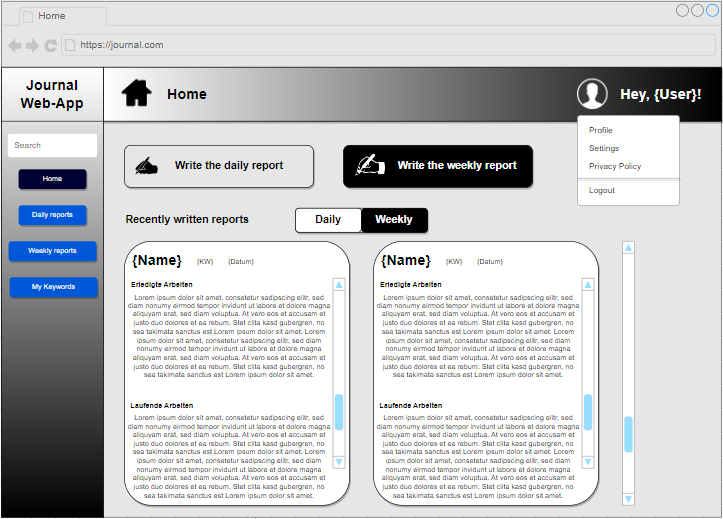 Home
https://journal.com
Journal
Web-App
Home
Hey, {User}!
Search
Home
Daily reports
Weekly reports
My Keywords
Profile
Settings
Privacy Policy
Logout
Write the daily report
Write the weekly report
Recently written reports
Daily
Weekly
{Name} {KW} {Datum}
Erledigte Arbeiten
Lorem ipsum dolor sit amet, consetetur sadipscing elitr, sed
diam nonumy eirmod tempor invidunt ut labore et dolore magna
aliquyam erat, sed diam voluptua. At vero eos et accusam et
justo duo dolores et ea rebum. Stet clita kasd gubergren, no
sea takimata sanctus est Lorem ipsum dolor sit amet. Lorem
ipsum dolor sit amet, consetetur sadipscing elitr, sed diam
nonumy eirmod tempor invidunt ut labore et dolore magna
aliquyam erat, sed diam voluptua. At vero eos et accusam et
justo duo dolores et ea rebum. Stet clita kasd gubergren, no
sea takimata sanctus est Lorem ipsum dolor sit amet.
Laufende Arbeiten
Lorem ipsum dolor sit amet, consetetur sadipscing elitr, sed
diam nonumy eirmod tempor invidunt ut labore et dolore magna
aliquyam erat, sed diam voluptua. At vero eos et accusam et
justo duo dolores et ea rebum. Stet clita kasd gubergren, no
sea takimata sanctus est Lorem ipsum dolor sit amet. Lorem
ipsum dolor sit amet, consetetur sadipscing elitr, sed diam
nonumy eirmod tempor invidunt ut labore et dolore magna
aliquyam erat, sed diam voluptua. At vero eos et accusam et
justo duo dolores et ea rebum. Stet clita kasd gubergren, no
sea takimata sanctus est Lorem ipsum dolor sit amet.
{Name} {KW} {Datum}
Erledigte Arbeiten
Lorem ipsum dolor sit amet, consetetur sadipscing elitr, sed
diam nonumy eirmod tempor invidunt ut labore et dolore magna
aliquyam erat, sed diam voluptua. At vero eos et accusam et
justo duo dolores et ea rebum. Stet clita kasd gubergren, no
sea takimata sanctus est Lorem ipsum dolor sit amet. Lorem
ipsum dolor sit amet, consetetur sadipscing elitr, sed diam
nonumy eirmod tempor invidunt ut labore et dolore magna
aliquyam erat, sed diam voluptua. At vero eos et accusam et
justo duo dolores et ea rebum. Stet clita kasd gubergren, no
sea takimata sanctus est Lorem ipsum dolor sit amet.
Laufende Arbeiten
Lorem ipsum dolor sit amet, consetetur sadipscing elitr, sed
diam nonumy eirmod tempor invidunt ut labore et dolore magna
aliquyam erat, sed diam voluptua. At vero eos et accusam et
justo duo dolores et ea rebum. Stet clita kasd gubergren, no
sea takimata sanctus est Lorem ipsum dolor sit amet. Lorem
ipsum dolor sit amet, consetetur sadipscing elitr, sed diam
nonumy eirmod tempor invidunt ut labore et dolore magna
aliquyam erat, sed diam voluptua. At vero eos et accusam et
justo duo dolores et ea rebum. Stet clita kasd gubergren, no
sea takimata sanctus est Lorem ipsum dolor sit amet.